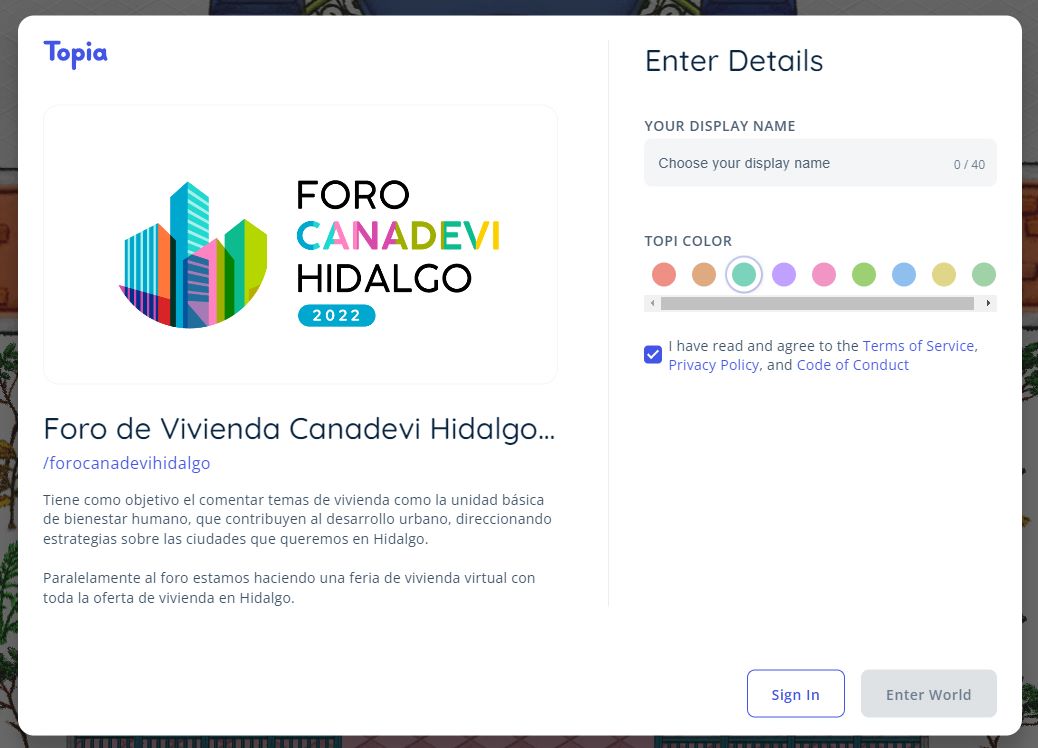 Topia
FORO
CANADEVI
HIDALGO
2022
Foro de Vivienda Canadevi Hidalgo...
/forocanadevihidalgo
Tiene como objetivo el comentar temas de vivienda como la unidad básica
de bienestar humano, que contribuyen al desarrollo urbano, direccionando
estrategias sobre las ciudades que queremos en Hidalgo.
Paralelamente al foro estamos haciendo una feria de vivienda virtual con
toda la oferta de vivienda en Hidalgo.
Enter Details
YOUR DISPLAY NAME
Choose your display name 0 / 40
TOPI COLOR
I have read and agree to the Terms of Service,
Privacy Policy, and Code of Conduct
Sign In
Enter World